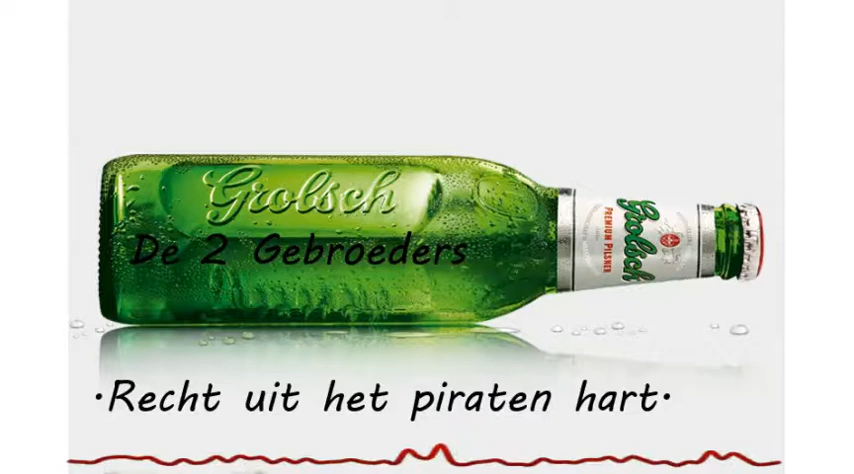 Grolsch
De 2 Gebroeders
Grolsch
PREMIUM PILSNER
·Recht uit het piraten hart·